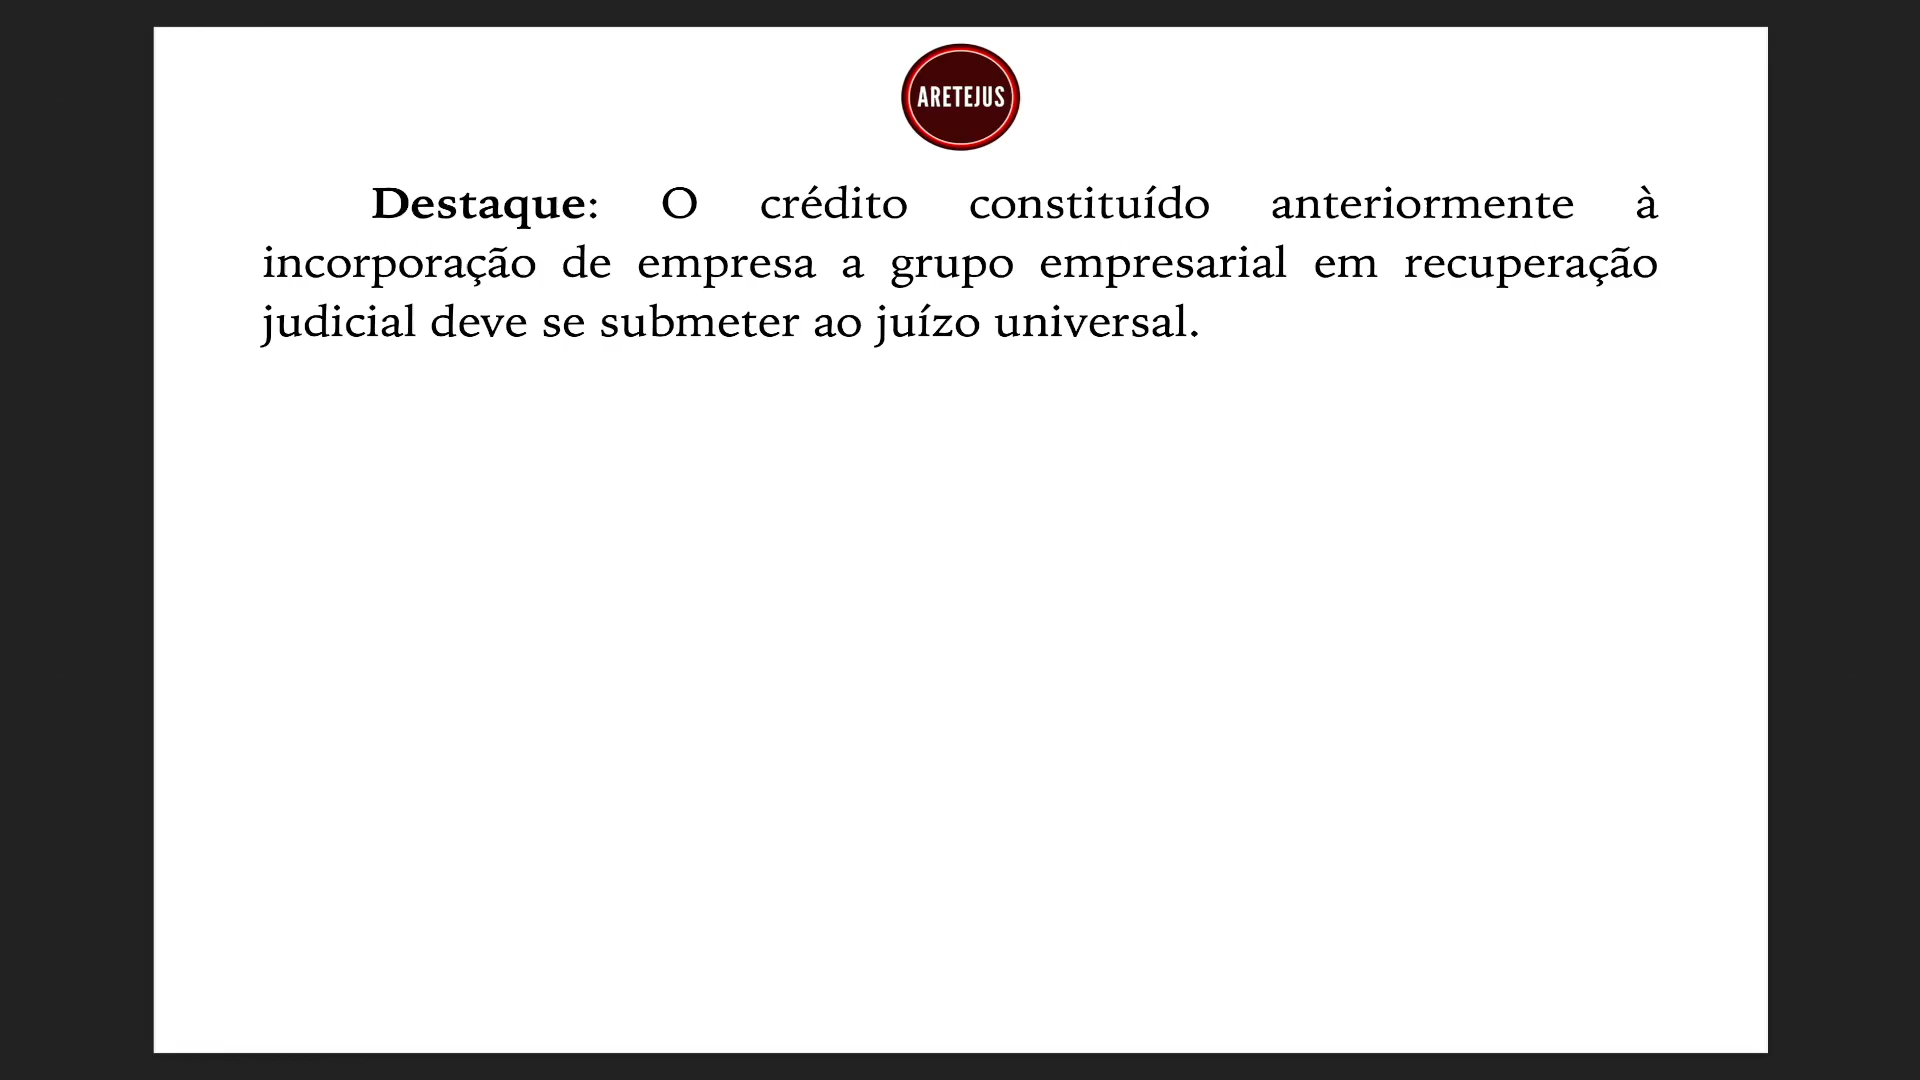 ARETEJUS
Destaque: O crédito constituído anteriormente à
incorporação de empresa a grupo empresarial em recuperação
judicial deve se submeter ao juízo universal.